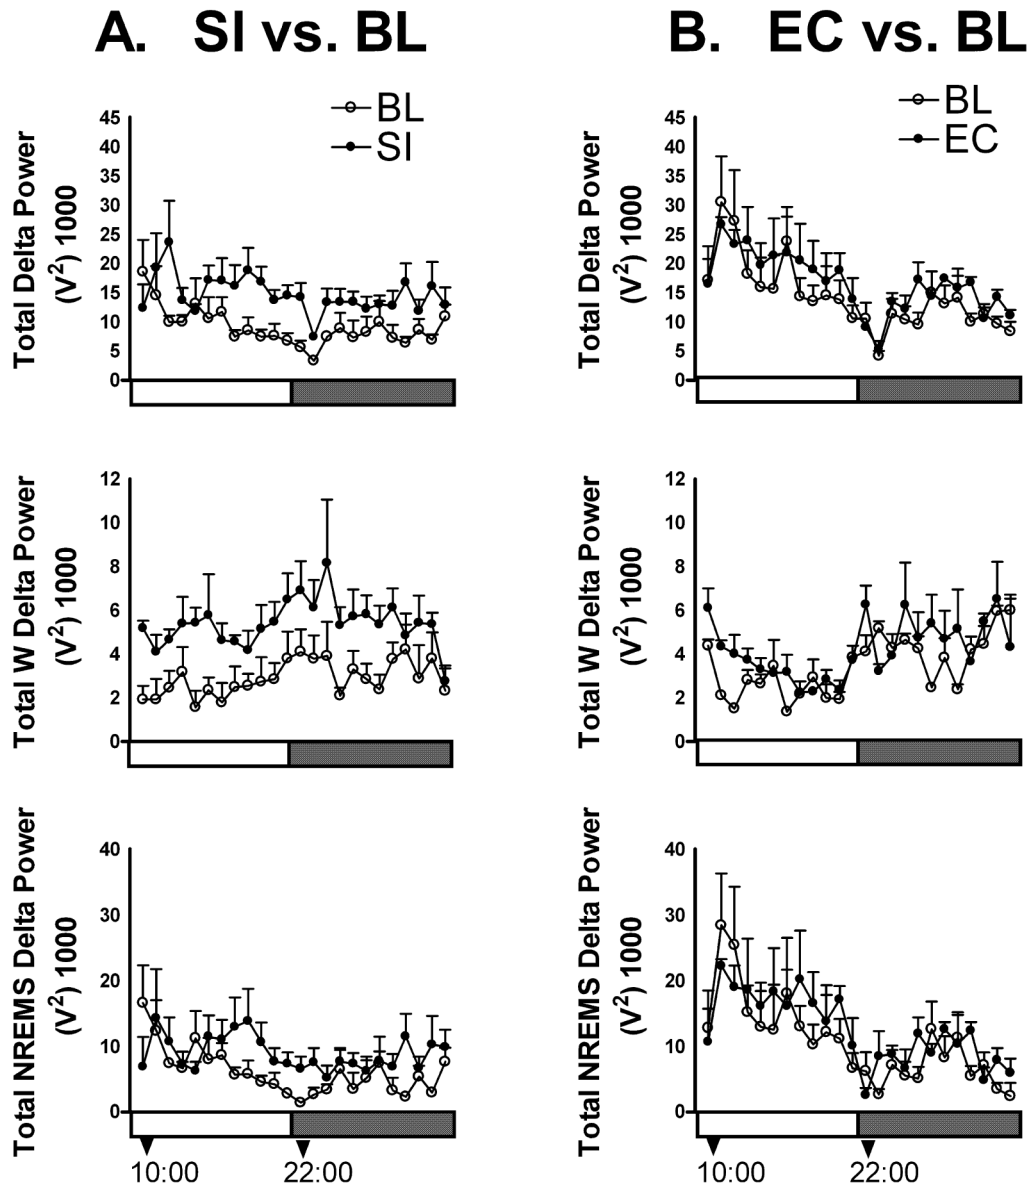 A. SI vs. BL
BL
SI
Total Delta Power
(V²) 1000
45
40
35
30
25
20
15
10
5
0
B. EC vs. BL
BL
EC
Total Delta Power
(V²) 1000
45
40
35
30
25
20
15
10
5
0
Total W Delta Power
(V²) 1000
12
10
8
6
4
2
0
Total W Delta Power
(V²) 1000
12
10
8
6
4
2
0
Total NREMS Delta Power
(V²) 1000
40
30
20
10
0
10:00 22:00
Total NREMS Delta Power
(V²) 1000
40
30
20
10
0
10:00 22:00